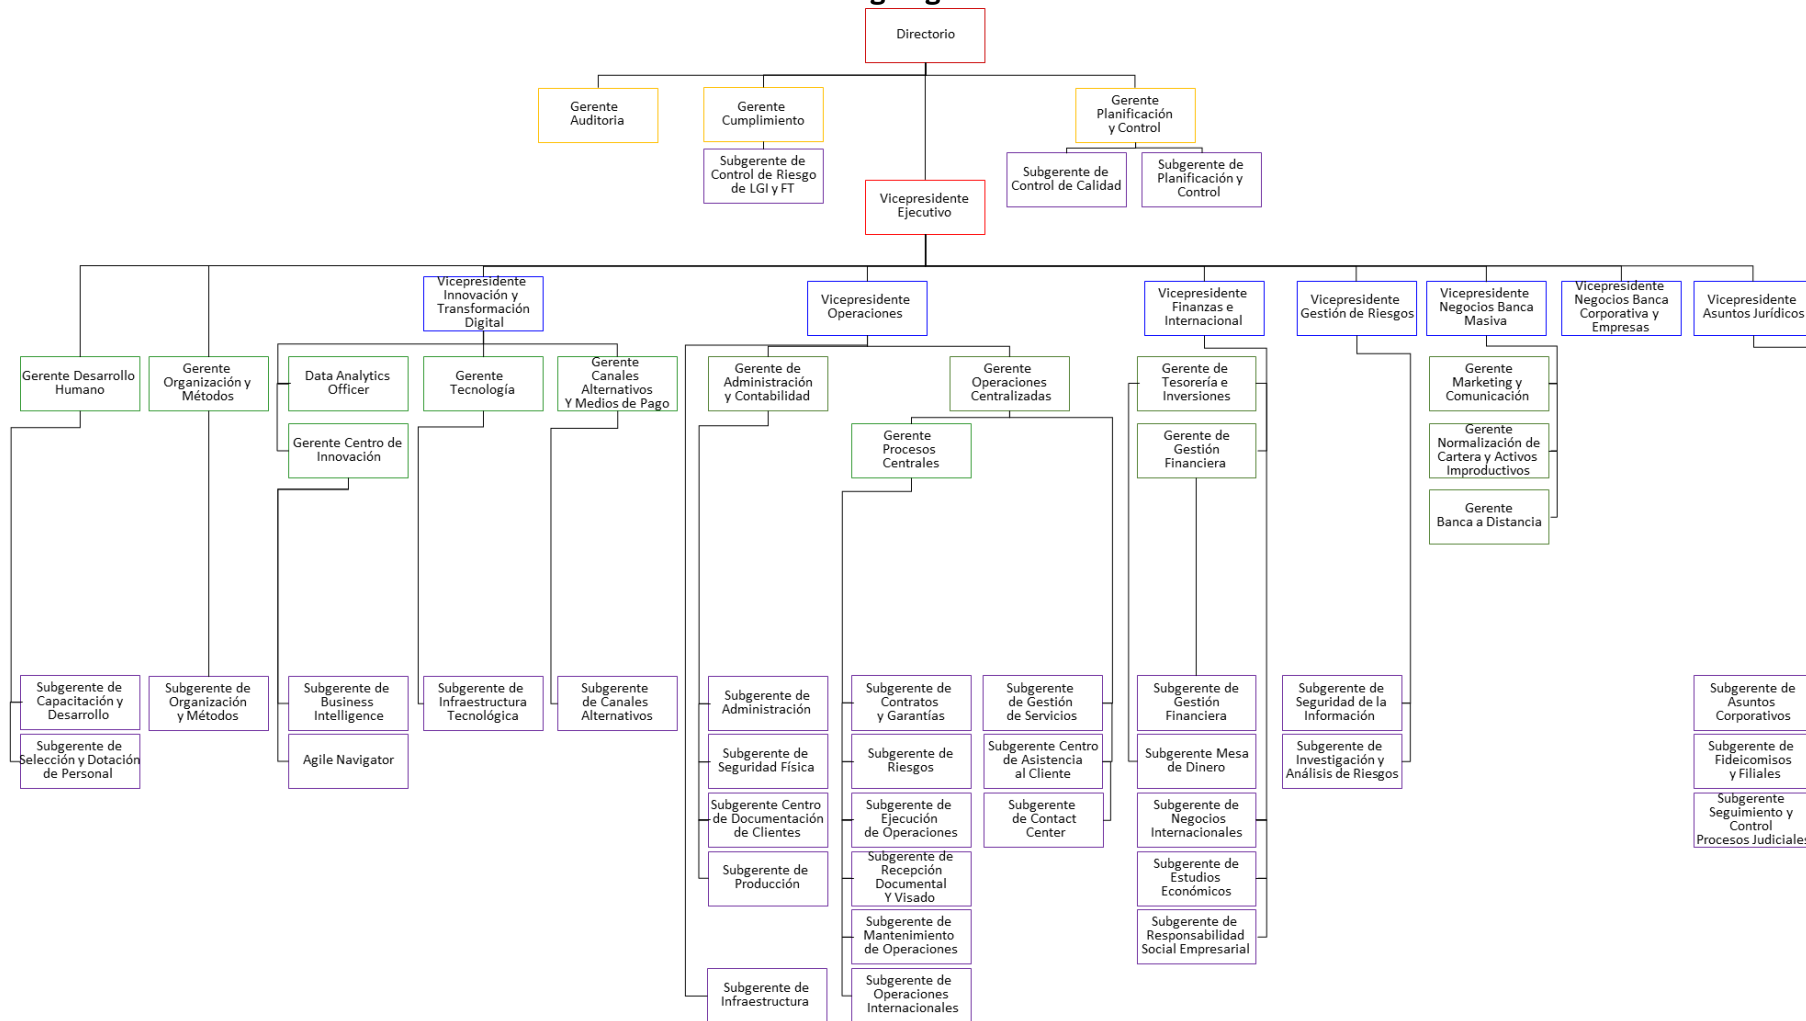 Directorio
Gerente
Auditoria
Gerente
Cumplimiento
Gerente
Planificación
y Control
Subgerente de
Control de Riesgo
de LGI y FT
Subgerente de
Control de Calidad
Subgerente de
Planificación y
Control
Vicepresidente
Ejecutivo
Vicepresidente
Innovación y
Transformación
Digital
Vicepresidente
Operaciones
Vicepresidente
Finanzas e
Internacional
Vicepresidente
Gestión de Riesgos
Vicepresidente
Negocios Banca
Masiva
Vicepresidente
Negocios Banca
Corporativa y
Empresas
Vicepresidente
Asuntos Jurídicos
Gerente Desarrollo
Humano
Gerente
Organización y
Métodos
Data Analytics
Officer
Gerente
Tecnología
Gerente
Canales
Alternativos
Y Medios de Pago
Gerente de
Administración
y Contabilidad
Gerente
Operaciones
Centralizadas
Gerente de
Tesorería e
Inversiones
Gerente
Marketing y
Comunicación
Gerente Centro de
Innovación
Gerente
Procesos
Centrales
Gerente de
Gestión
Financiera
Gerente
Normalización de
Cartera y Activos
Improductivos
Gerente
Banca a Distancia
Subgerente de
Capacitación y
Desarrollo
Subgerente de
Organización
y Métodos
Subgerente de
Business
Intelligence
Subgerente de
Infraestructura
Tecnológica
Subgerente
de Canales
Alternativos
Subgerente de
Administración
Subgerente de
Contratos
y Garantías
Subgerente
de Gestión
de Servicios
Subgerente de
Gestión
Financiera
Subgerente de
Seguridad de la
Información
Subgerente de
Asuntos
Corporativos
Subgerente de
Selección y Dotación
de Personal
Agile Navigator
Subgerente de
Seguridad Física
Subgerente de
Riesgos
Subgerente Centro
de Asistencia
al Cliente
Subgerente Mesa
de Dinero
Subgerente de
Investigación y
Análisis de Riesgos
Subgerente de
Fideicomisos
y Filiales
Subgerente Centro
de Documentación
de Clientes
Subgerente de
Ejecución
de Operaciones
Subgerente
de Contact
Center
Subgerente de
Negocios
Internacionales
Subgerente
Seguimiento y
Control
Procesos Judiciales
Subgerente de
Producción
Subgerente de
Recepción
Documental
Y Visado
Subgerente de
Estudios
Económicos
Subgerente de
Mantenimiento
de Operaciones
Subgerente de
Responsabilidad
Social Empresarial
Subgerente de
Infraestructura
Subgerente de
Operaciones
Internacionales